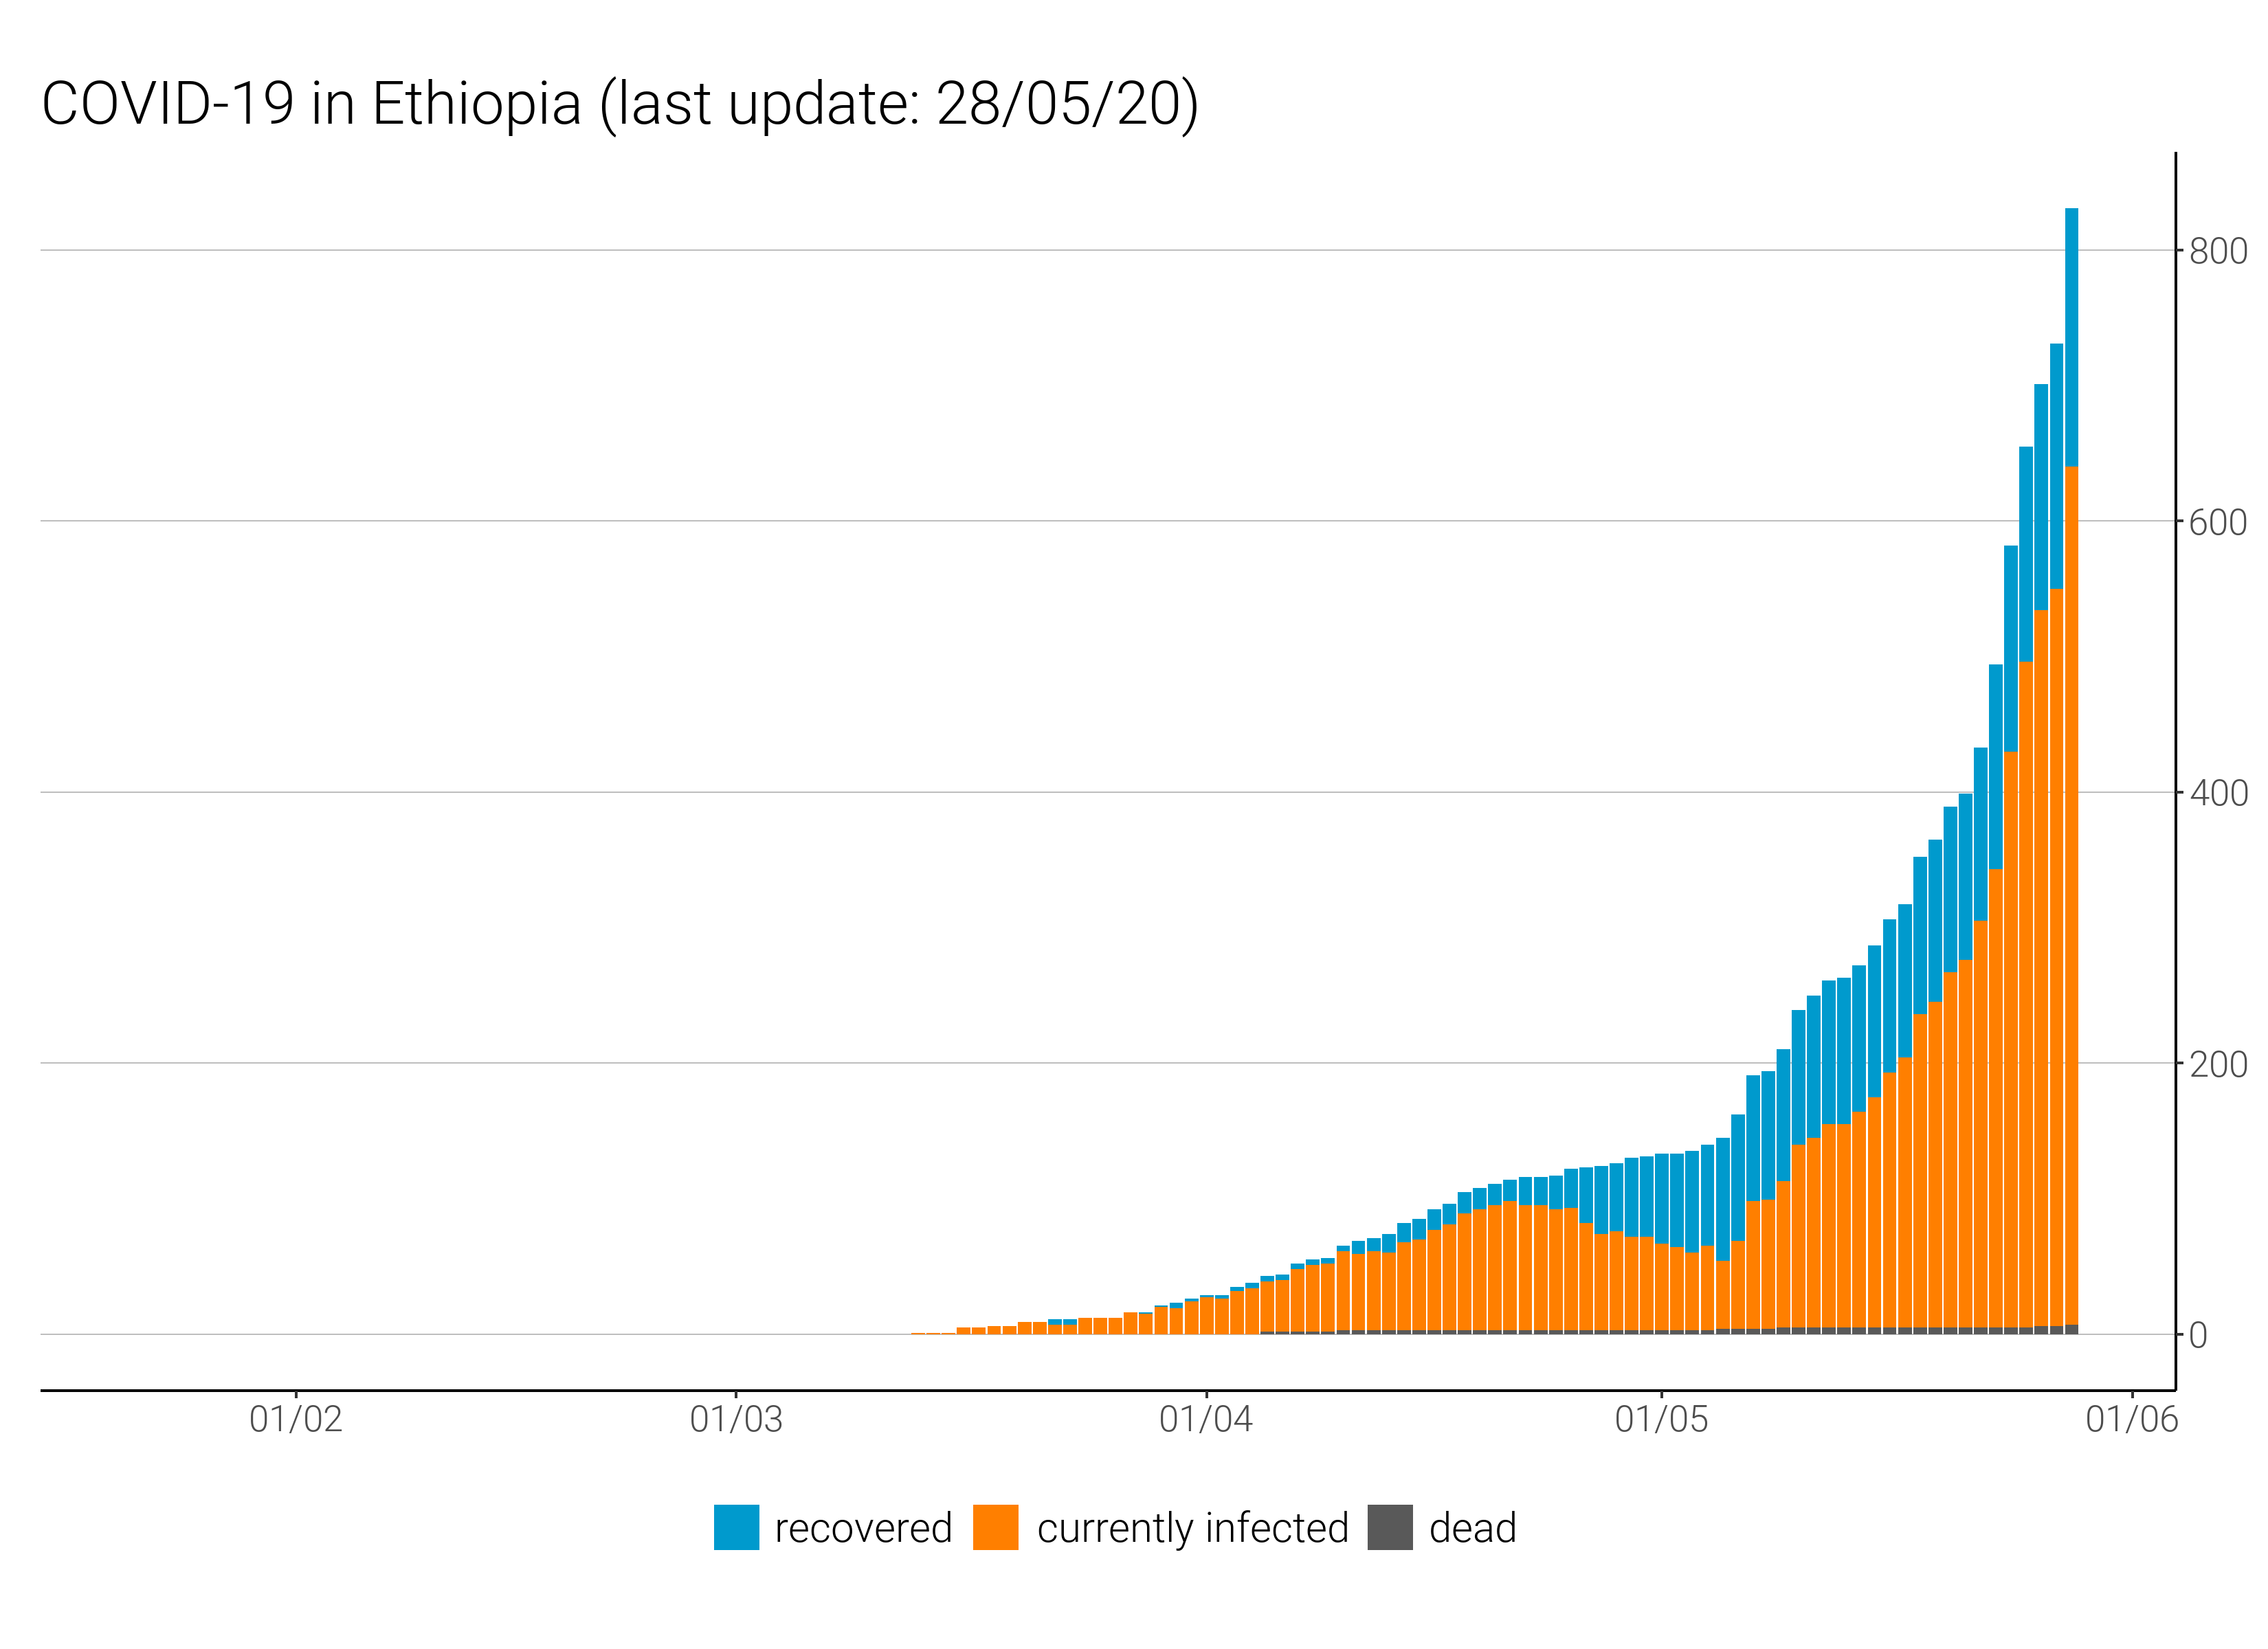 COVID-19 in Ethiopia (last update: 28/05/20)
800
600
400
200
0
01/02 01/03 01/04 01/05 01/06
recovered currently infected dead